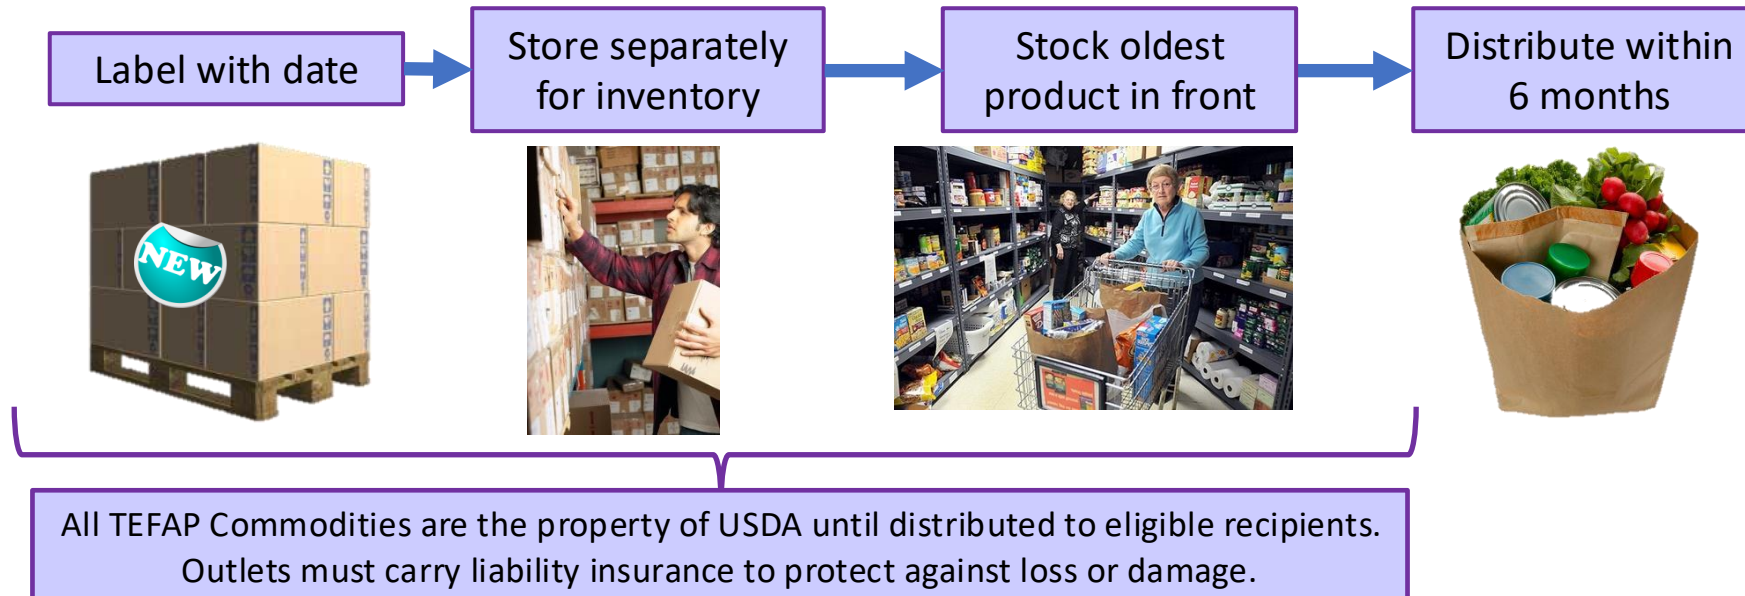 Label with date
Store separately
for inventory
Stock oldest
product in front
Distribute within
6 months
NEW
All TEFAP Commodities are the property of USDA until distributed to eligible recipients.
Outlets must carry liability insurance to protect against loss or damage.